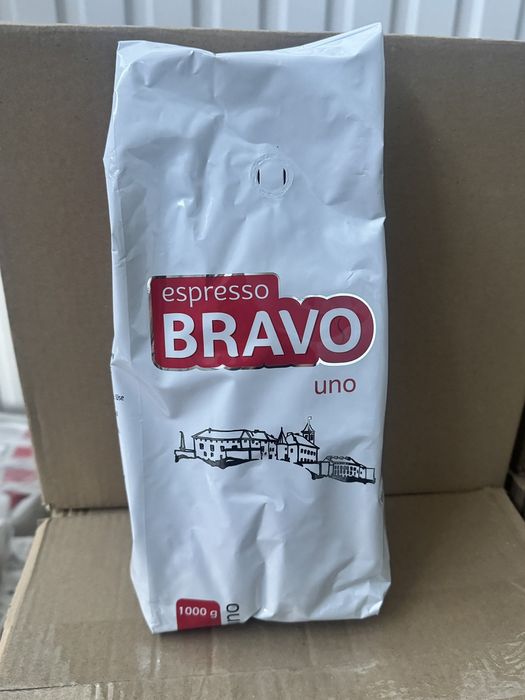 espresso
BRAVO
uno
1000 g
uno